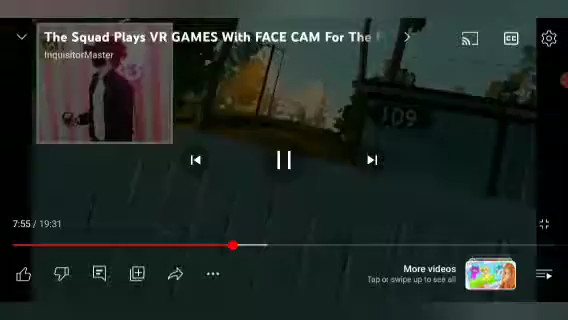 The Squad Plays VR GAMES With FACE CAM For The F
InquisitorMaster
CC
109
7:55 / 19:31
More videos
Tap or swipe up to see all